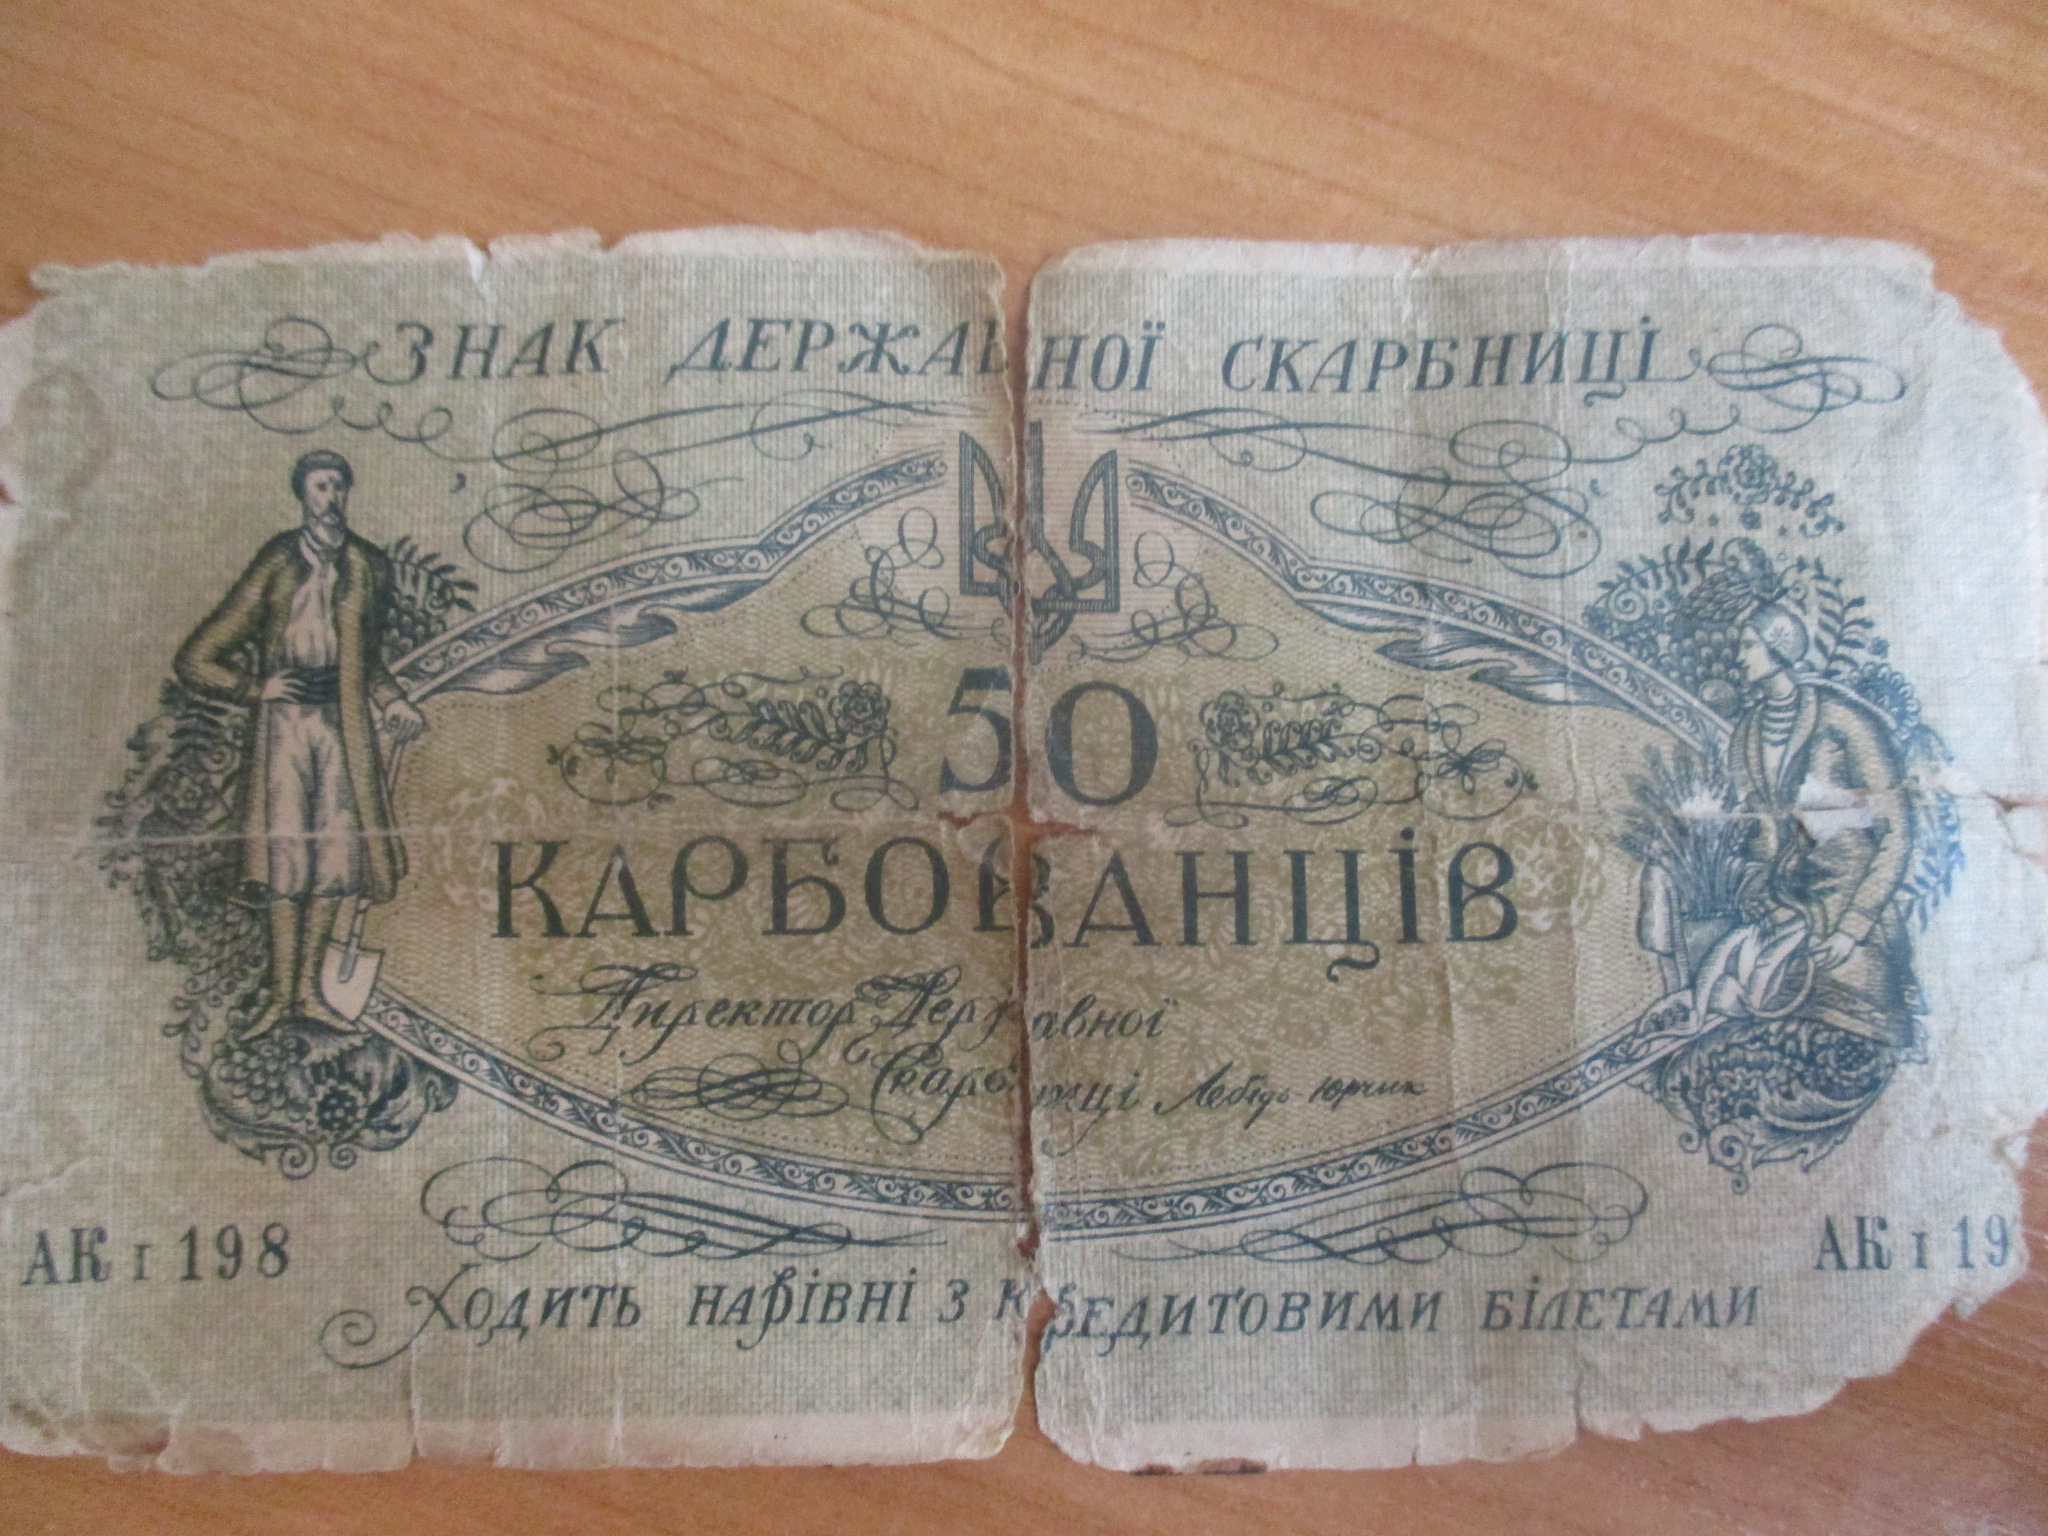 ЗНАК ДЕРЖАВНОЇ СКАРБНИЦІ
50
КАРБОВАНЦІВ
Директор Державної
Скарбниці Лебідь-Юрчик
АК І 198 АК І 19
Ходить нарівні з кредитовими білетами